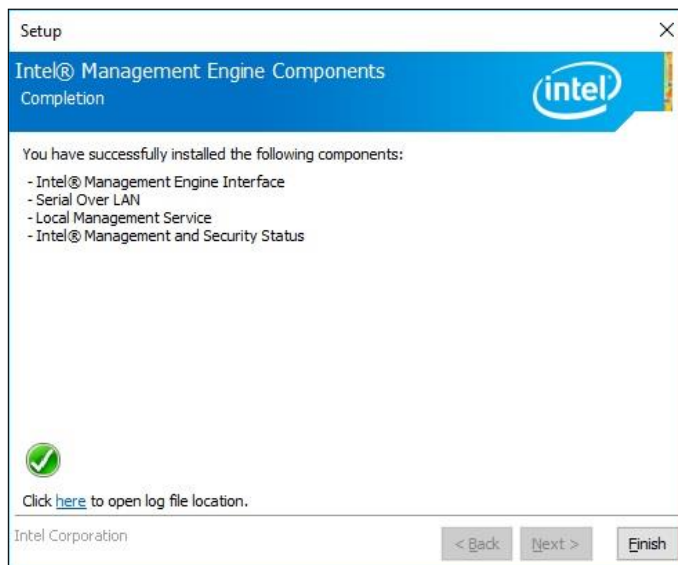 Setup
Intel® Management Engine Components
Completion
intel
You have successfully installed the following components:
- Intel® Management Engine Interface
- Serial Over LAN
- Local Management Service
- Intel® Management and Security Status
Click here to open log file location.
Intel Corporation
< Back Next > Finish